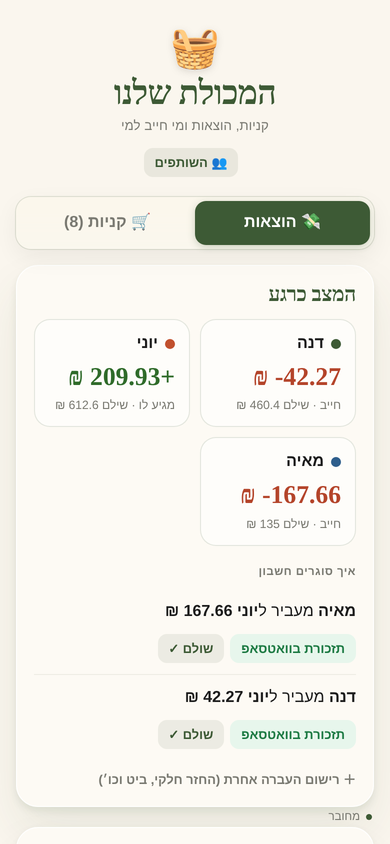 המכולת שלנו
קניות, הוצאות ומי חייב למי
👥 השותפים
💸 הוצאות
🛒 קניות (8)
המצב כרגע
דנה
-42.27 ₪
חייב · שילם 460.4 ₪
יוני
+209.93 ₪
מגיע לו · שילם 612.6 ₪
מאיה
-167.66 ₪
חייב · שילם 135 ₪
איך סוגרים חשבון
מאיה מעביר ליוני 167.66 ₪
תזכורת בוואטסאפ
שולם ✓
דנה מעביר ליוני 42.27 ₪
תזכורת בוואטסאפ
שולם ✓
+ רישום העברה אחרת (החזר חלקי, ביט וכו׳)
מחובר